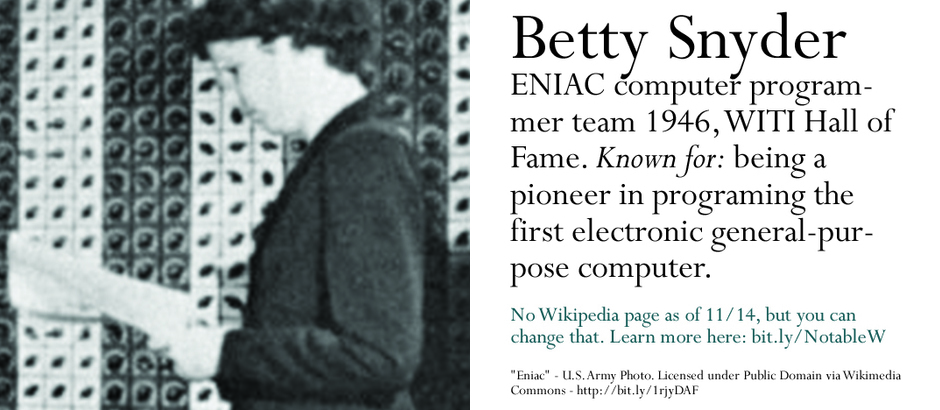 Betty Snyder
ENIAC computer program-
mer team 1946, WITI Hall of
Fame. Known for: being a
pioneer in programing the
first electronic general-pur-
pose computer.
No Wikipedia page as of 11/14, but you can
change that. Learn more here: bit.ly/NotableW
"Eniac" - U.S. Army Photo. Licensed under Public Domain via Wikimedia
Commons - http://bit.ly/1rjyDAF